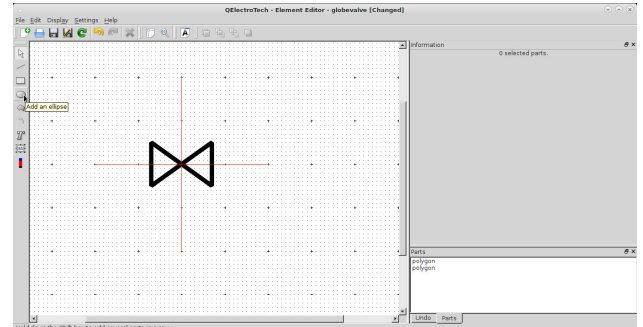 QElectroTech - Element Editor - globevalve [Changed]
File Edit Display Settings Help
Information
0 selected parts.
Add an ellipse
Parts
polygon
polygon
Undo Parts